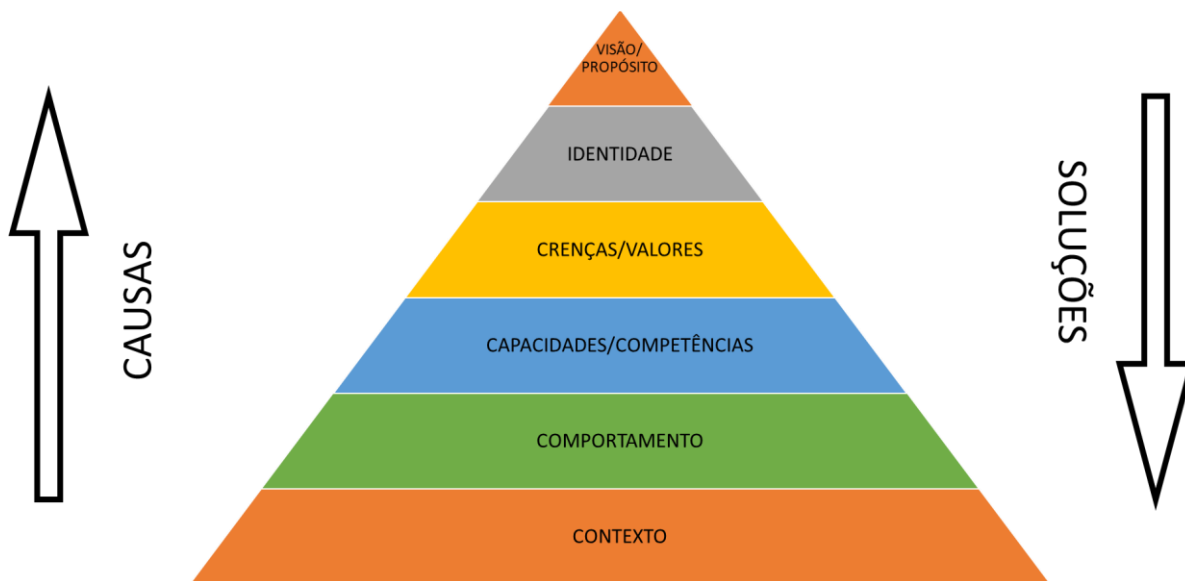 VISÃO/
PROPÓSITO
IDENTIDADE
CRENÇAS/VALORES
CAPACIDADES/COMPETÊNCIAS
COMPORTAMENTO
CONTEXTO
CAUSAS
SOLUÇÕES